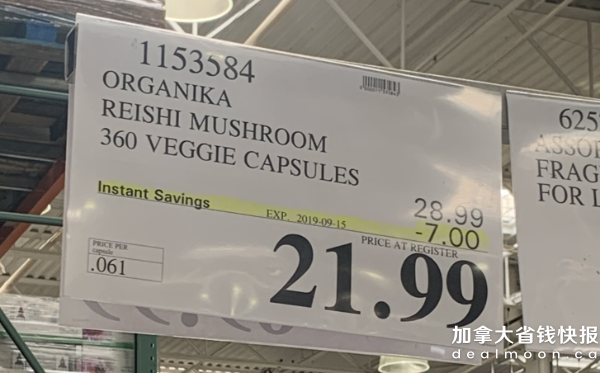 1153584
ORGANIKA
REISHI MUSHROOM
360 VEGGIE CAPSULES
Instant Savings
EXP 2019-09-15
28.99
-7.00
PRICE AT REGISTER
21.99
PRICE PER
capsule
.061
FRAG
FOR L
加拿大省钱快报
dealmoon.ca